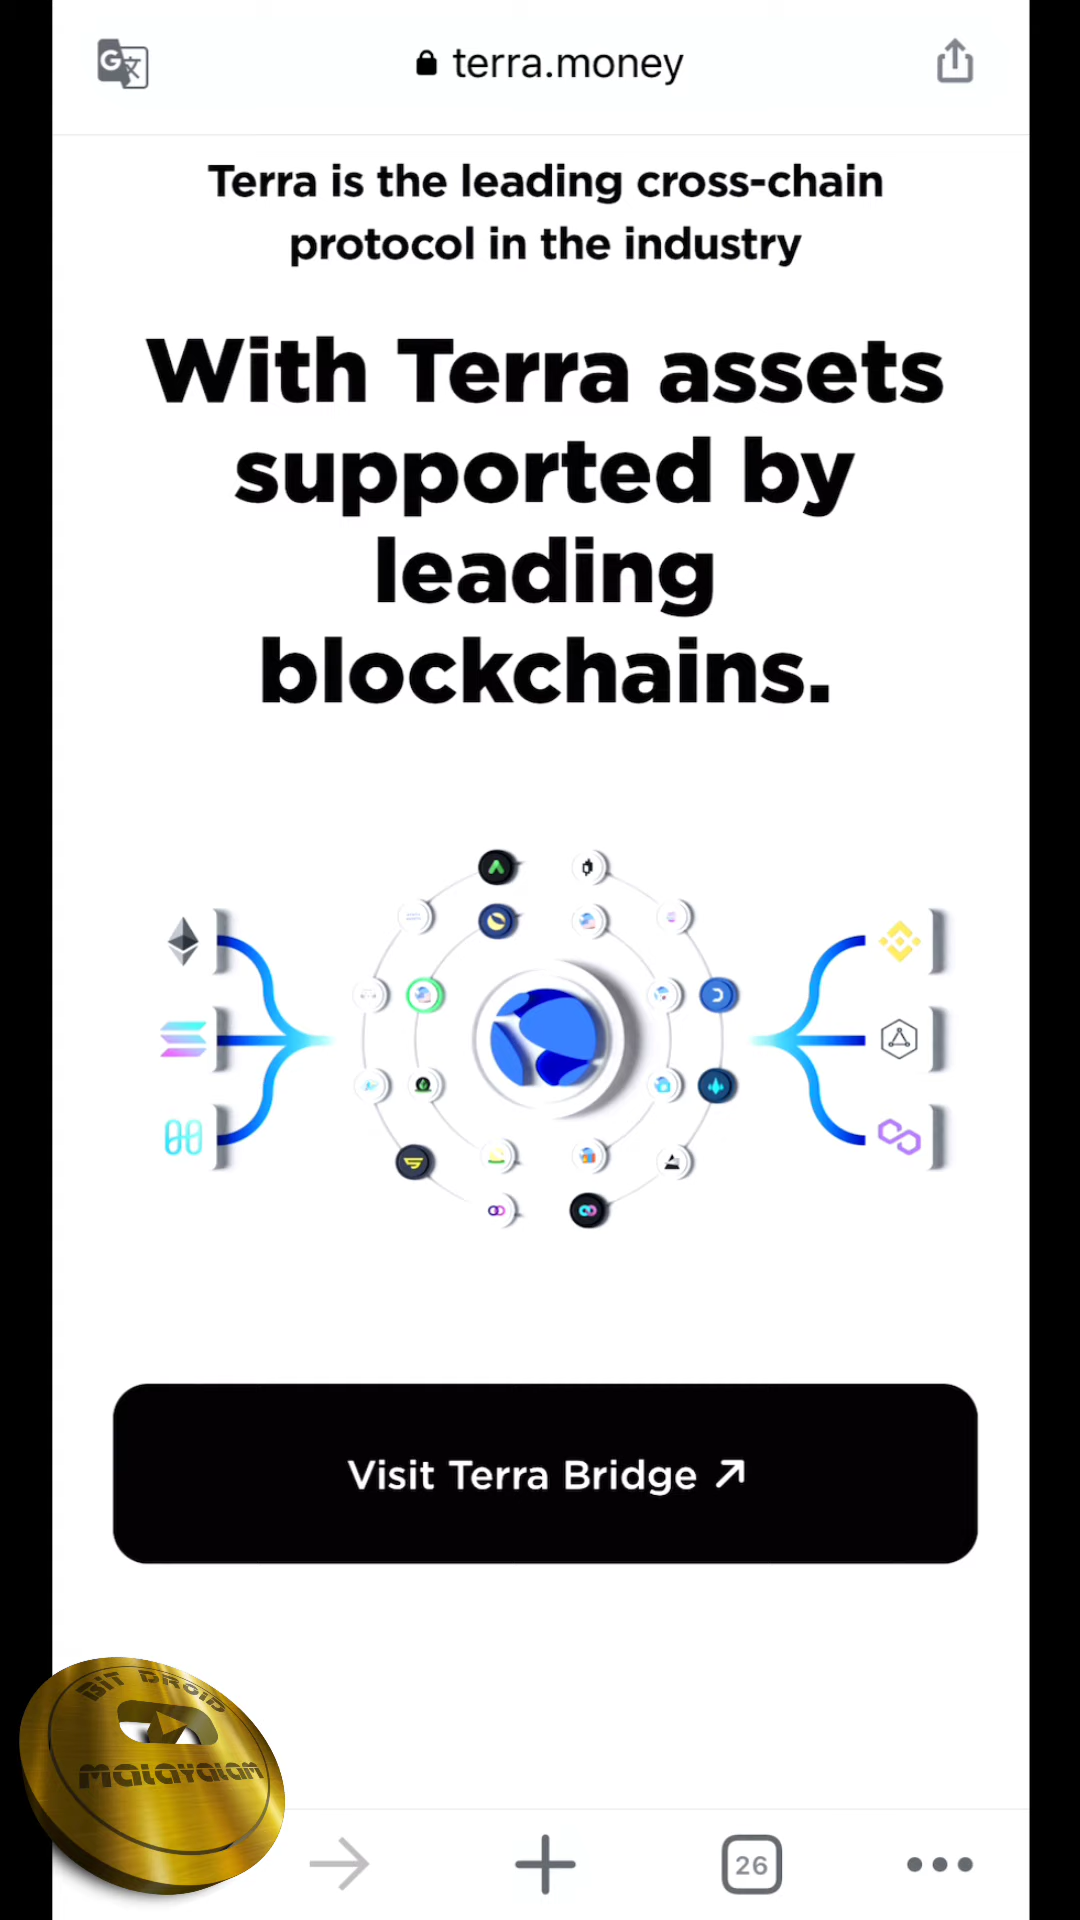 terra.money
Terra is the leading cross-chain
protocol in the industry
With Terra assets
supported by
leading
blockchains.
Visit Terra Bridge ↗
BIT DROID
MALAYALAM
26